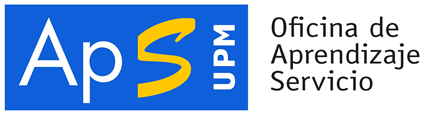 ApS UPM
Oficina de
Aprendizaje
Servicio